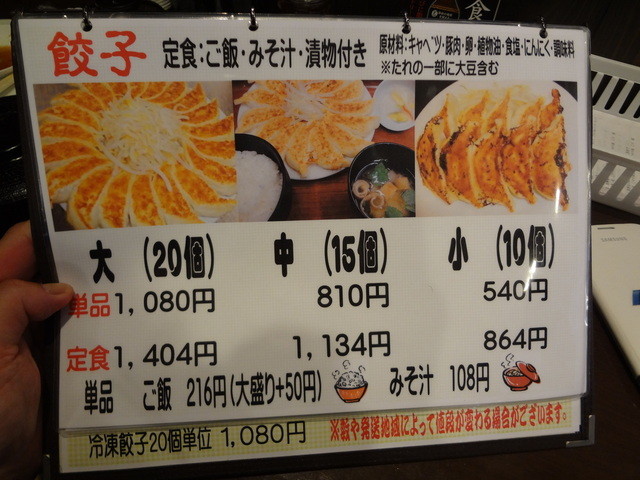 餃子 定食:ご飯・みそ汁・漬物付き
原材料:キャベツ・豚肉・卵・植物油・食塩・にんにく・調味料
※たれの一部に大豆含む
大 (20個) 中 (15個) 小 (10個)
単品 1,080円 810円 540円
定食 1,404円 1,134円 864円
単品 ご飯 216円(大盛り+50円) みそ汁 108円
冷凍餃子20個単位 1,080円 ※数や発送地域によって値段が変わる場合がございます。
SAMSUNG